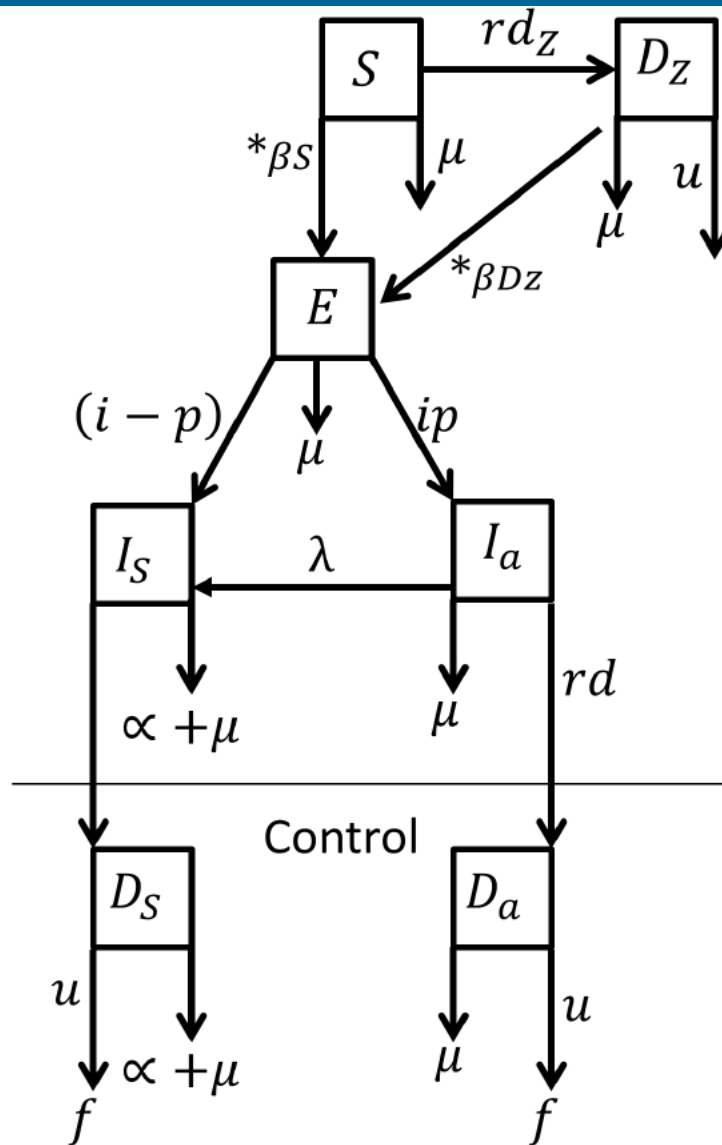 S
rd_Z
D_Z
*βS
μ
μ
u
*βDz
E
(i − p)
μ
ip
I_S
λ
I_a
∝ +μ
μ
rd
Control
D_S
D_a
u
∝ +μ
μ
u
f
f